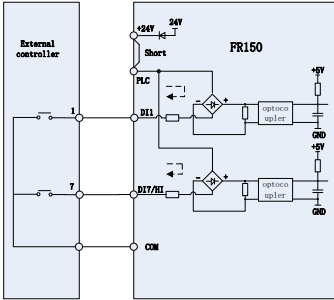 External
controller
+24V
24V
Short
FR150
PLC
+5V
1
DI1
- +
optoco
upler
GND
+5V
7
DI7/HI
- +
optoco
upler
GND
COM